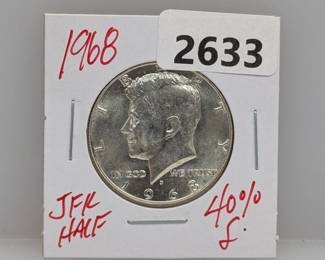 1968
2633
LIBERTY
IN GOD WE TRUST
D
1968
JFK
HALF
40%
S.